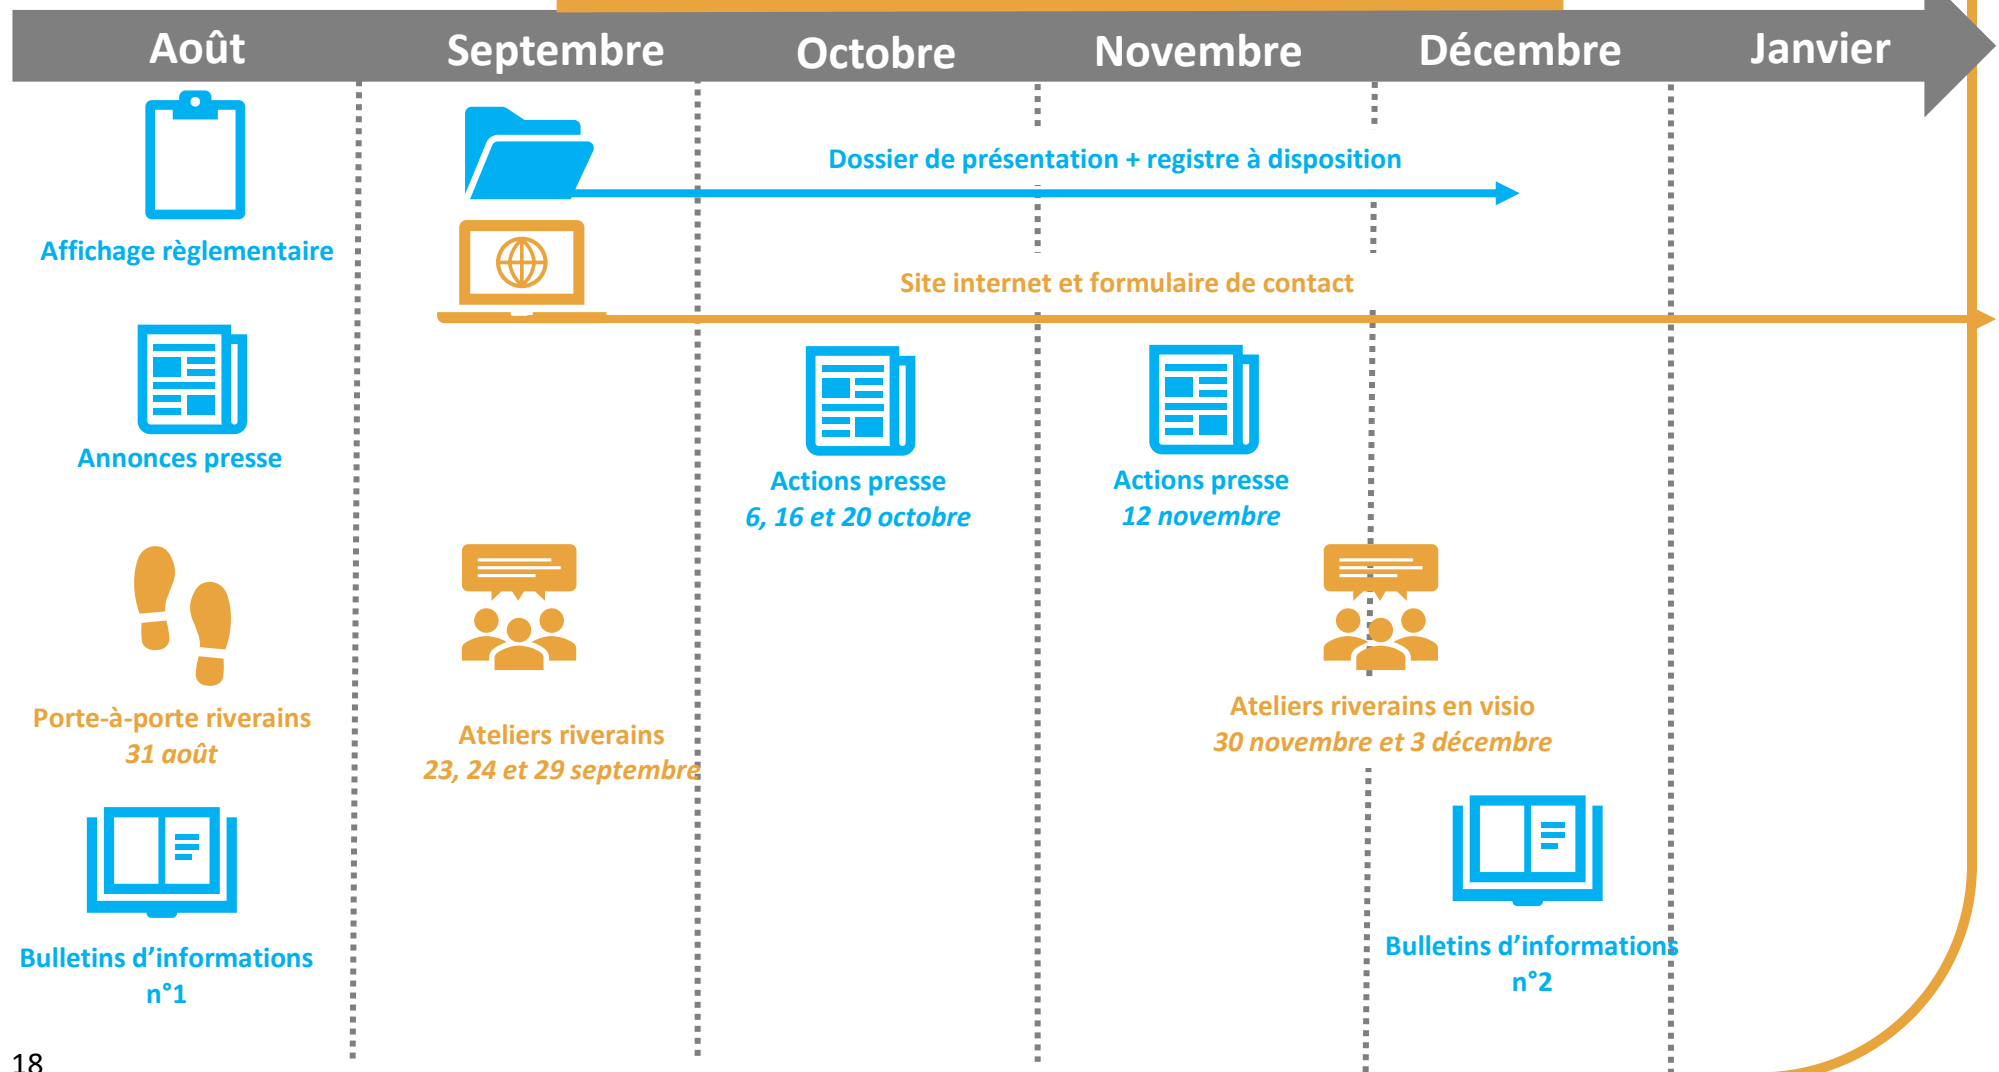 Août
Septembre
Octobre
Novembre
Décembre
Janvier
Dossier de présentation + registre à disposition
Affichage règlementaire
Site internet et formulaire de contact
Annonces presse
Actions presse
6, 16 et 20 octobre
Actions presse
12 novembre
Porte-à-porte riverains
31 août
Ateliers riverains
23, 24 et 29 septembre
Ateliers riverains en visio
30 novembre et 3 décembre
Bulletins d’informations
n°1
Bulletins d’informations
n°2
18